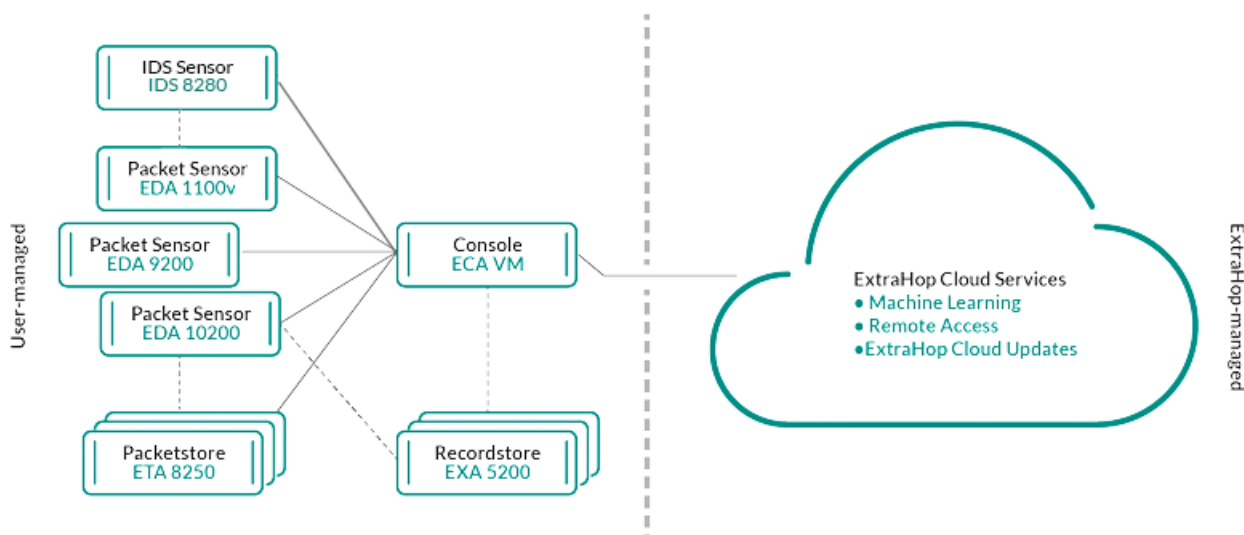 User-managed
IDS Sensor
IDS 8280
Packet Sensor
EDA 1100v
Packet Sensor
EDA 9200
Packet Sensor
EDA 10200
Packetstore
ETA 8250
Console
ECA VM
Recordstore
EXA 5200
ExtraHop Cloud Services
● Machine Learning
● Remote Access
●ExtraHop Cloud Updates
ExtraHop-managed